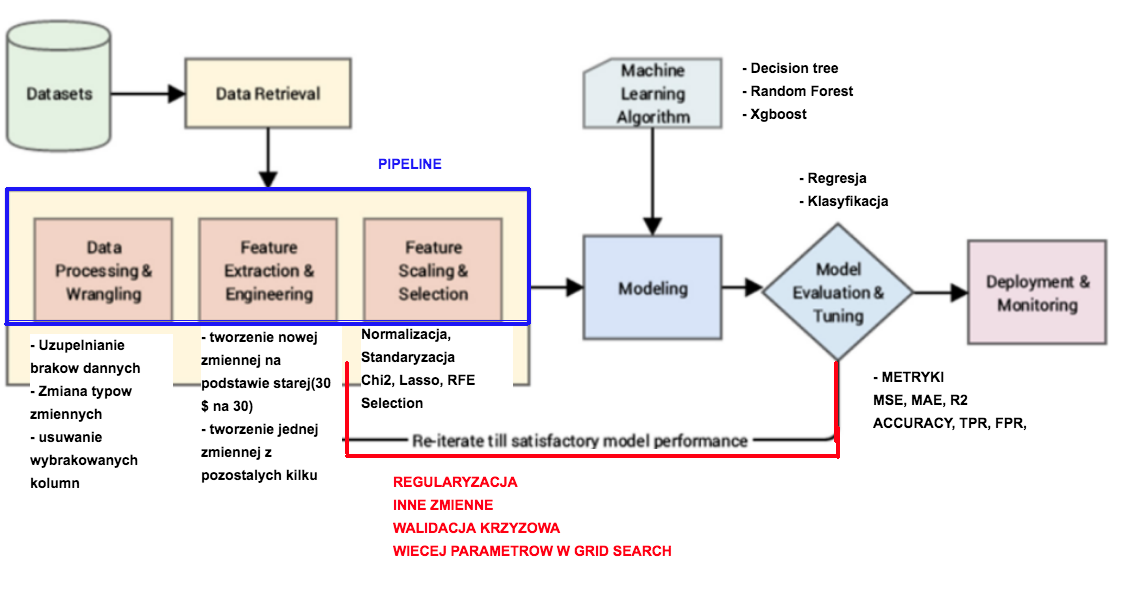 Datasets
Data Retrieval
Machine
Learning
Algorithm
- Decision tree
- Random Forest
- Xgboost
PIPELINE
- Regresja
- Klasyfikacja
Data
Processing &
Wrangling
Feature
Extraction &
Engineering
Feature
Scaling &
Selection
Modeling
Model
Evaluation &
Tuning
Deployment &
Monitoring
- Uzupelnianie
brakow dannych
- Zmiana typow
zmiennych
- usuwanie
wybrakowanych
kolumn
- tworzenie nowej
zmiennej na
podstawie starej(30
$ na 30)
- tworzenie jednej
zmiennej z
pozostalych kilku
Normalizacja,
Standaryzacja
Chi2, Lasso, RFE
Selection
- METRYKI
MSE, MAE, R2
ACCURACY, TPR, FPR,
Re-iterate till satisfactory model performance
REGULARYZACJA
INNE ZMIENNE
WALIDACJA KRZYZOWA
WIECEJ PARAMETROW W GRID SEARCH